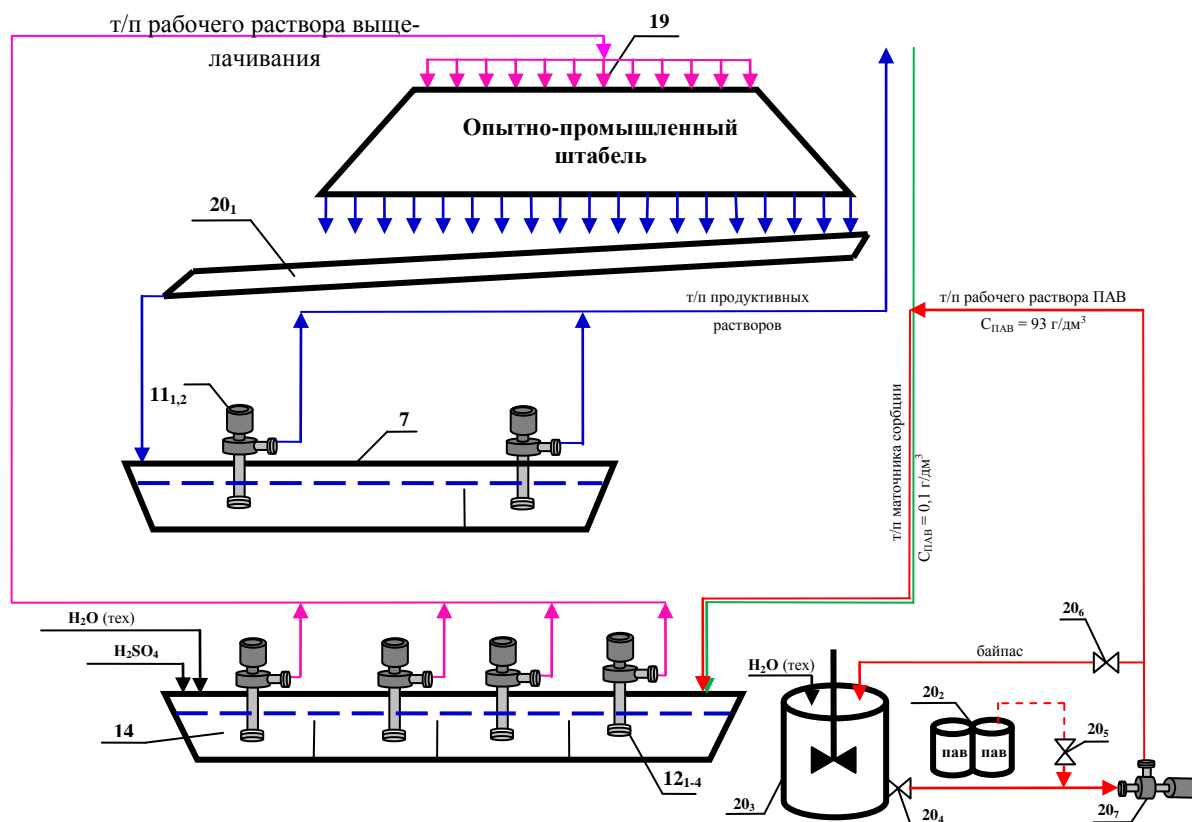 т/п рабочего раствора выще-
лачивания
19
Опытно-промышленный
штабель
20₁
т/п продуктивных
растворов
т/п рабочего раствора ПАВ
C_ПАВ = 93 г/дм³
11₁,₂
7
т/п маточника сорбции
C_ПАВ = 0,1 г/дм³
H₂O (тех)
H₂SO₄
14
12₁₋₄
20₆
байпас
H₂O (тех)
20₂
20₅
пав
пав
20₃
20₄
20₇